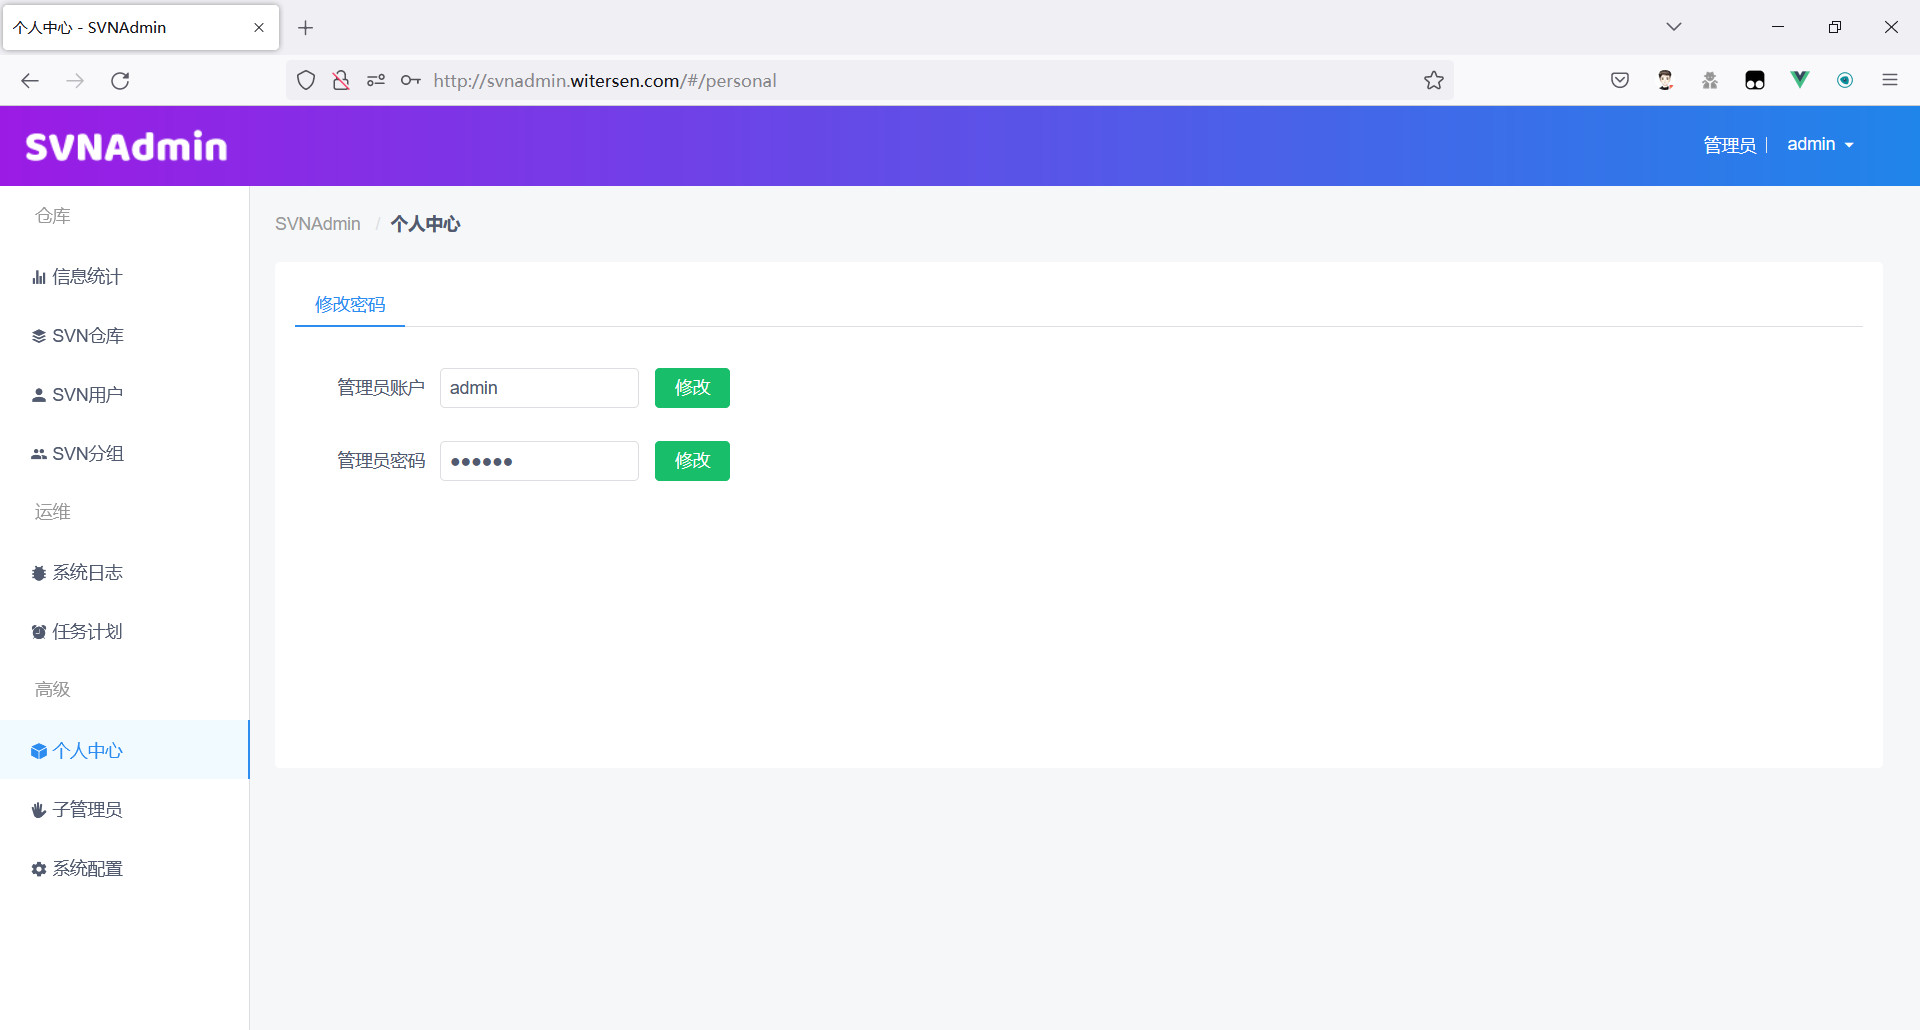 个人中心 - SVNAdmin
http://svnadmin.witersen.com/#/personal
SVNAdmin
管理员 | admin
仓库
信息统计
SVN仓库
SVN用户
SVN分组
运维
系统日志
任务计划
高级
个人中心
子管理员
系统配置
SVNAdmin / 个人中心
修改密码
管理员账户 admin 修改
管理员密码 ●●●●●● 修改